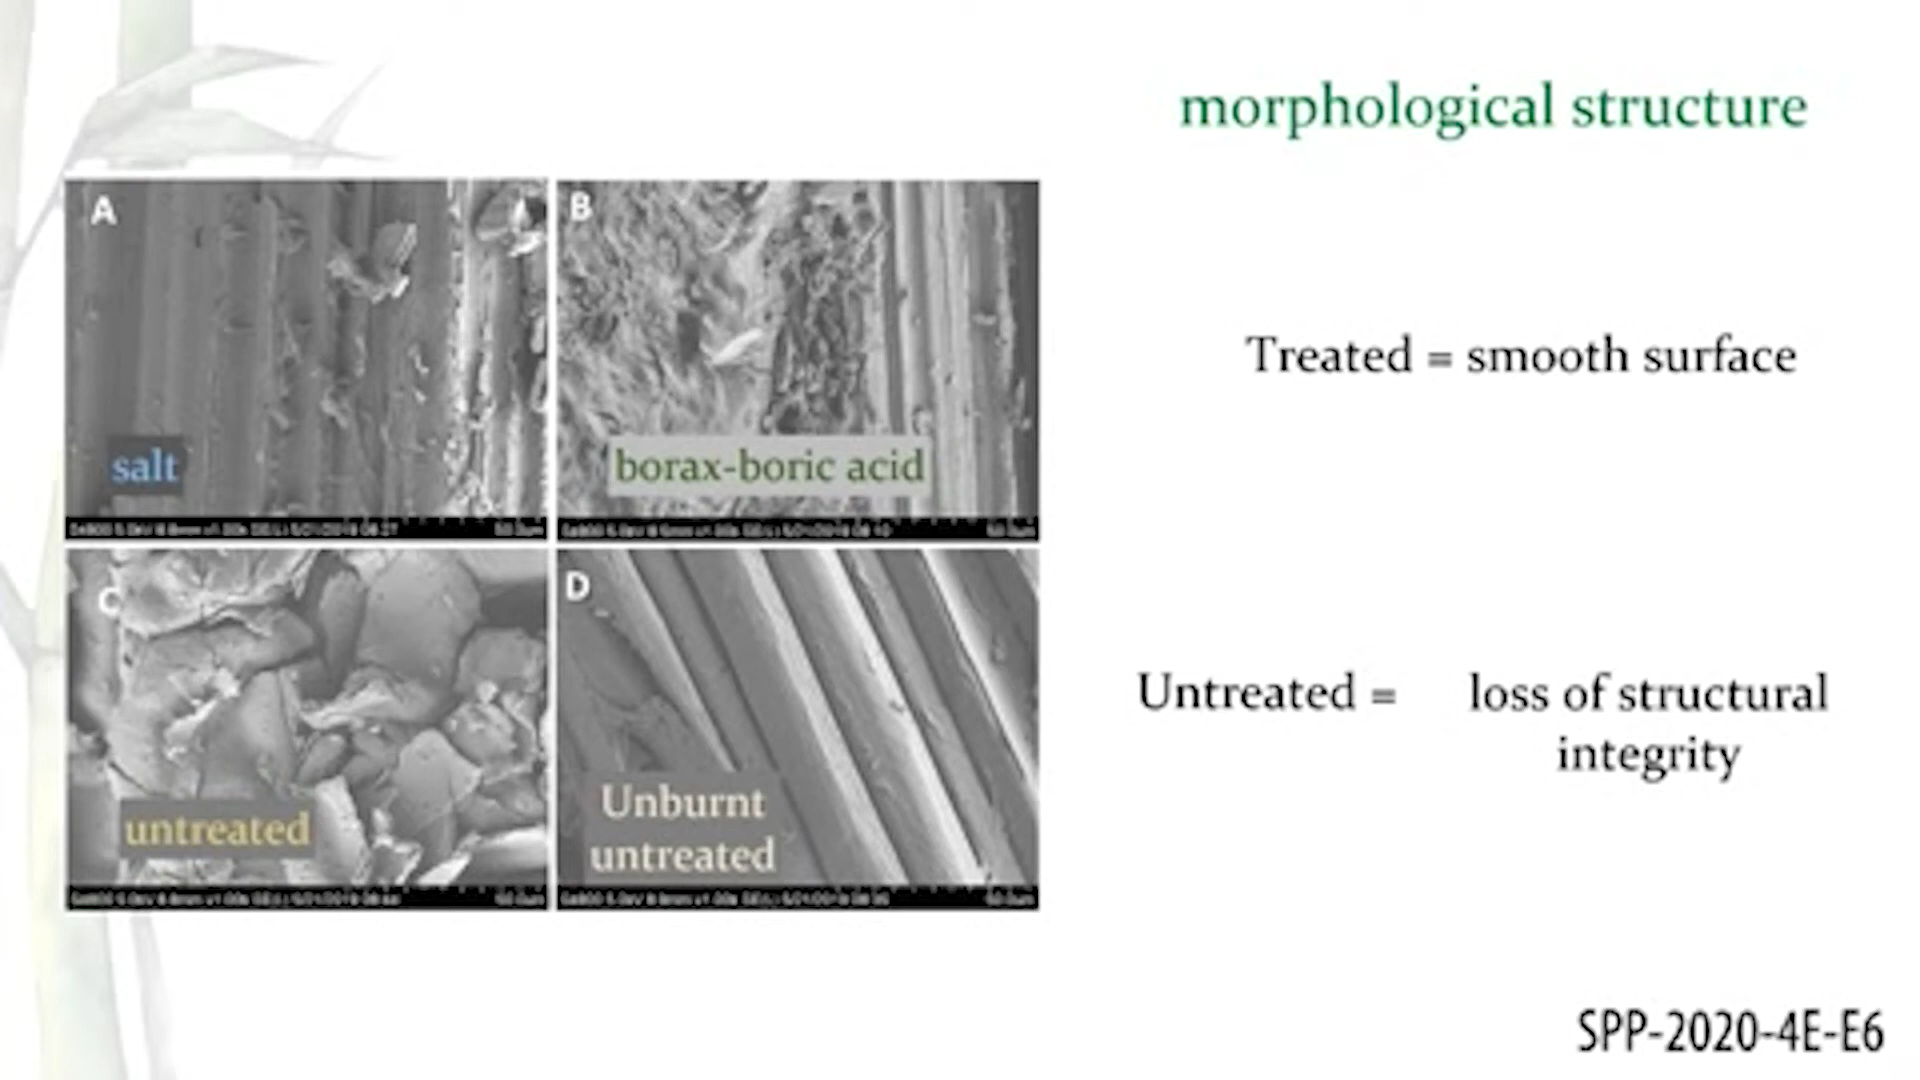 morphological structure
A
B
salt
borax-boric acid
Treated = smooth surface
C
D
untreated
Unburnt
untreated
Untreated = loss of structural
integrity
SPP-2020-4E-E6